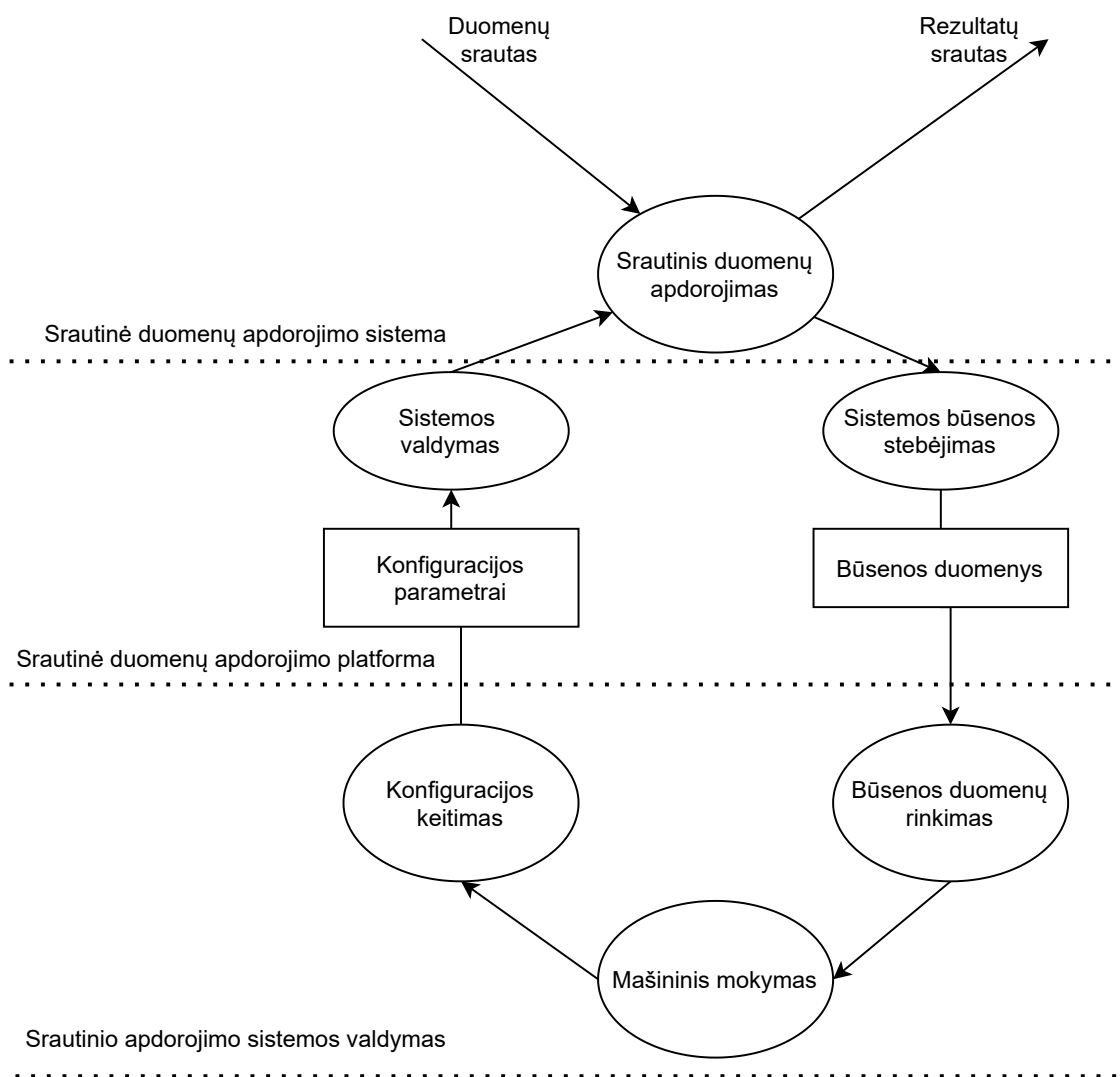 Duomenų
srautas
Rezultatų
srautas
Srautinis duomenų
apdorojimas
Srautinė duomenų apdorojimo sistema
Sistemos
valdymas
Sistemos būsenos
stebėjimas
Konfiguracijos
parametrai
Būsenos duomenys
Srautinė duomenų apdorojimo platforma
Konfiguracijos
keitimas
Būsenos duomenų
rinkimas
Mašininis mokymas
Srautinio apdorojimo sistemos valdymas